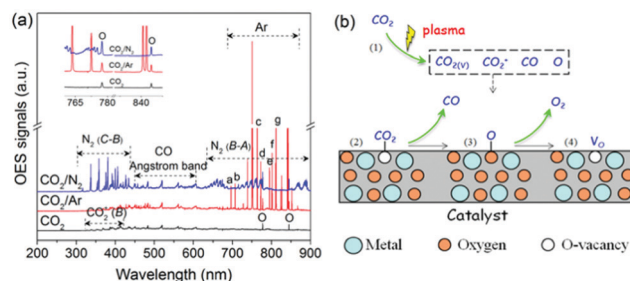 (a)
OES signals (a.u.)
CO₂/N₂
CO₂/Ar
CO₂
O
O
765 780 840
Ar
N₂ (C-B)
CO
Angstrom band
N₂ (B-A)
a b c d e f g
CO₂/N₂
CO₂/Ar
CO₂ (B)
CO₂
O
O
200 300 400 500 600 700 800 900
Wavelength (nm)
(b)
CO₂
plasma
(1)
CO₂₍ᵥ₎ CO₂⁺ CO O
CO
O₂
(2) CO₂ (3) O (4) Vₒ
Catalyst
Metal
Oxygen
O-vacancy